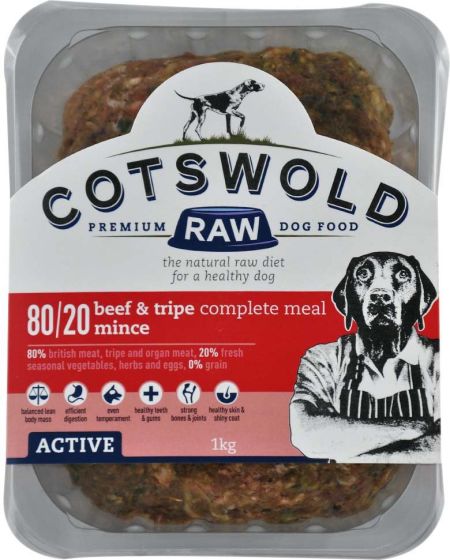 COTSWOLD
PREMIUM RAW DOG FOOD
the natural raw diet
for a healthy dog
80/20 beef & tripe complete meal
mince
80% british meat, tripe and organ meat, 20% fresh
seasonal vegetables, herbs and eggs, 0% grain
balanced lean body mass
efficient digestion
even temperament
healthy teeth & gums
strong bones & joints
healthy skin & shiny coat
ACTIVE 1kg